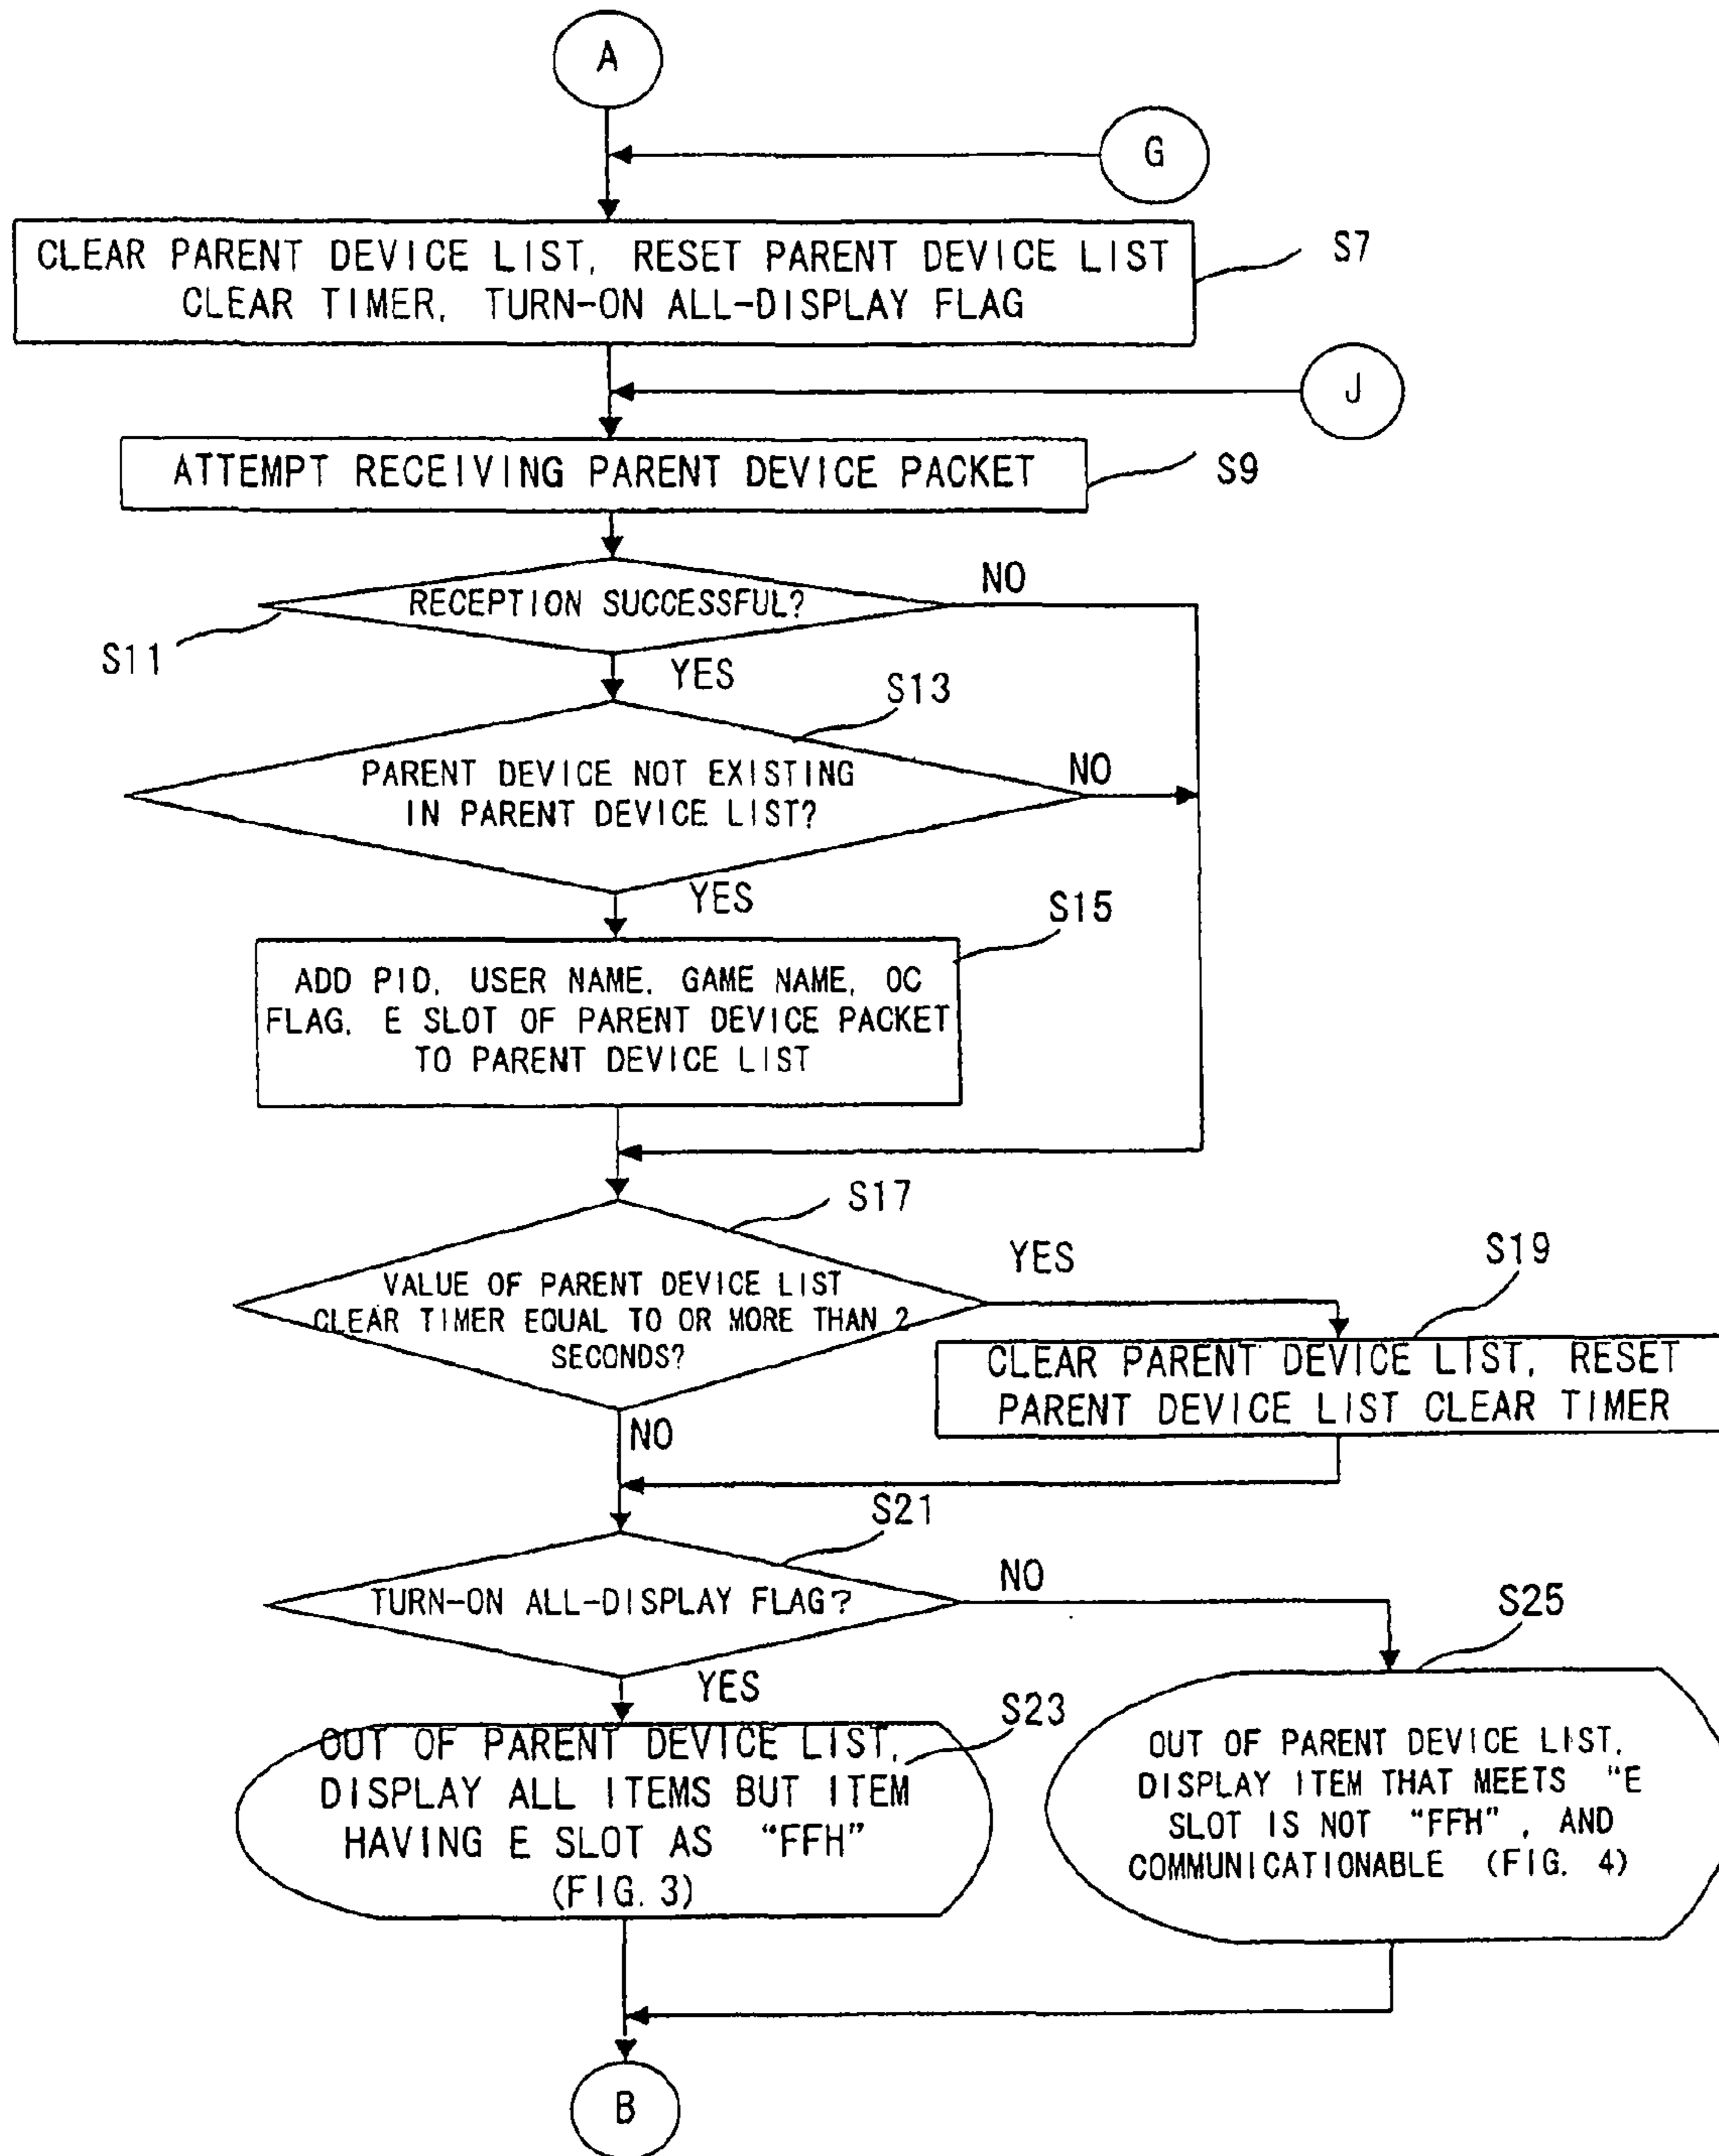 A
G
CLEAR PARENT DEVICE LIST, RESET PARENT DEVICE LIST
CLEAR TIMER, TURN-ON ALL-DISPLAY FLAG
S7
J
ATTEMPT RECEIVING PARENT DEVICE PACKET
S9
RECEPTION SUCCESSFUL?
NO
S11
YES
S13
PARENT DEVICE NOT EXISTING
IN PARENT DEVICE LIST?
NO
YES
S15
ADD PID, USER NAME, GAME NAME, OC
FLAG, E SLOT OF PARENT DEVICE PACKET
TO PARENT DEVICE LIST
S17
VALUE OF PARENT DEVICE LIST
CLEAR TIMER EQUAL TO OR MORE THAN 2
SECONDS?
YES
S19
CLEAR PARENT DEVICE LIST, RESET
PARENT DEVICE LIST CLEAR TIMER
NO
S21
TURN-ON ALL-DISPLAY FLAG?
NO
S25
YES
S23
OUT OF PARENT DEVICE LIST,
DISPLAY ALL ITEMS BUT ITEM
HAVING E SLOT AS “FFH”
(FIG. 3)
OUT OF PARENT DEVICE LIST,
DISPLAY ITEM THAT MEETS “E
SLOT IS NOT “FFH”, AND
COMMUNICATIONABLE (FIG. 4)
B